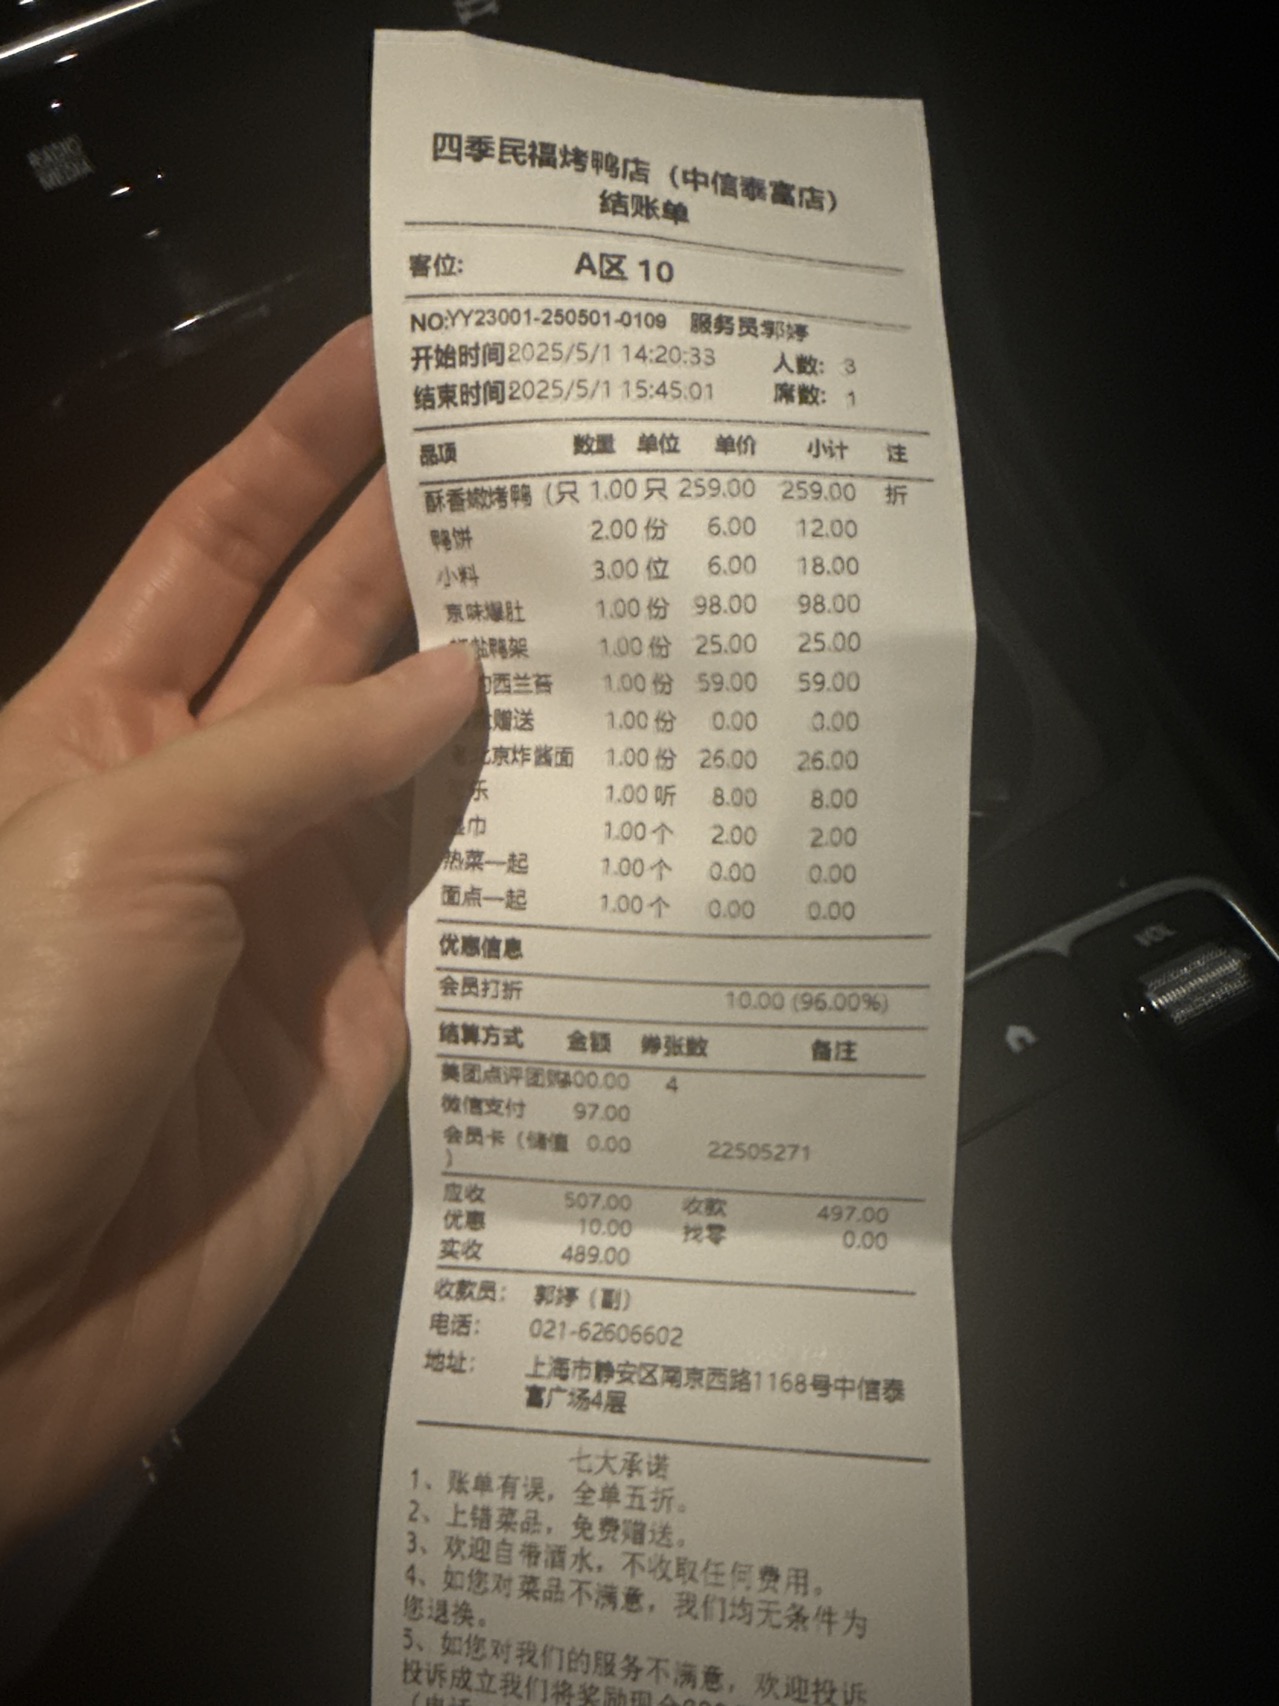 RADIO
MEDIA
四季民福烤鸭店（中信泰富店）
结账单
客位： A区 10
NO:YY23001-250501-0109 服务员:郭婷
开始时间2025/5/1 14:20:33 人数： 3
结束时间2025/5/1 15:45:01 席数： 1
品项 数量 单位 单价 小计 注
酥香嫩烤鸭（只 1.00 只 259.00 259.00 折
鸭饼 2.00 份 6.00 12.00
小料 3.00 位 6.00 18.00
京味爆肚 1.00 份 98.00 98.00
盐鸭架 1.00 份 25.00 25.00
西兰苔 1.00 份 59.00 59.00
赠送 1.00 份 0.00 0.00
北京炸酱面 1.00 份 26.00 26.00
乐 1.00 听 8.00 8.00
巾 1.00 个 2.00 2.00
热菜一起 1.00 个 0.00 0.00
面点一起 1.00 个 0.00 0.00
优惠信息
会员打折 10.00 (96.00%)
结算方式 金额 券张数 备注
美团点评团购400.00 4
微信支付 97.00
会员卡（储值 0.00 22505271
）
应收 507.00 收款 497.00
优惠 10.00 找零 0.00
实收 489.00
收款员： 郭婷（副）
电话： 021-62606602
地址： 上海市静安区南京西路1168号中信泰
富广场4层
七大承诺
1、账单有误，全单五折。
2、上错菜品，免费赠送。
3、欢迎自带酒水，不收取任何费用。
4、如您对菜品不满意，我们均无条件为
您退换。
5、如您对我们的服务不满意，欢迎投诉
投诉成立我们将奖励现金